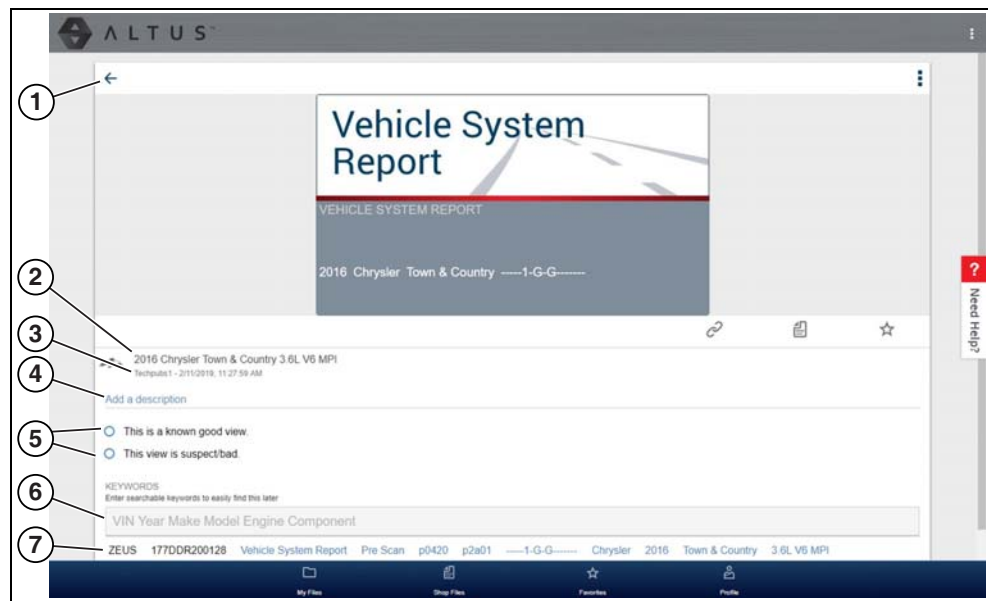 ALTUS
1
Vehicle System
Report
VEHICLE SYSTEM REPORT
2016 Chrysler Town & Country -----1-G-G-------
?
Need Help?
2
2016 Chrysler Town & Country 3.6L V6 MPI
3
Techpubs1 - 2/11/2019, 11:27:59 AM
4
Add a description
5
This is a known good view.
This view is suspect/bad.
KEYWORDS
Enter searchable keywords to easily find this later
6
VIN Year Make Model Engine Component
7
ZEUS 177DDR200128 Vehicle System Report Pre Scan p0420 p2a01 -----1-G-G------- Chrysler 2016 Town & Country 3.6L V6 MPI
My Files Shop Files Favorites Profile